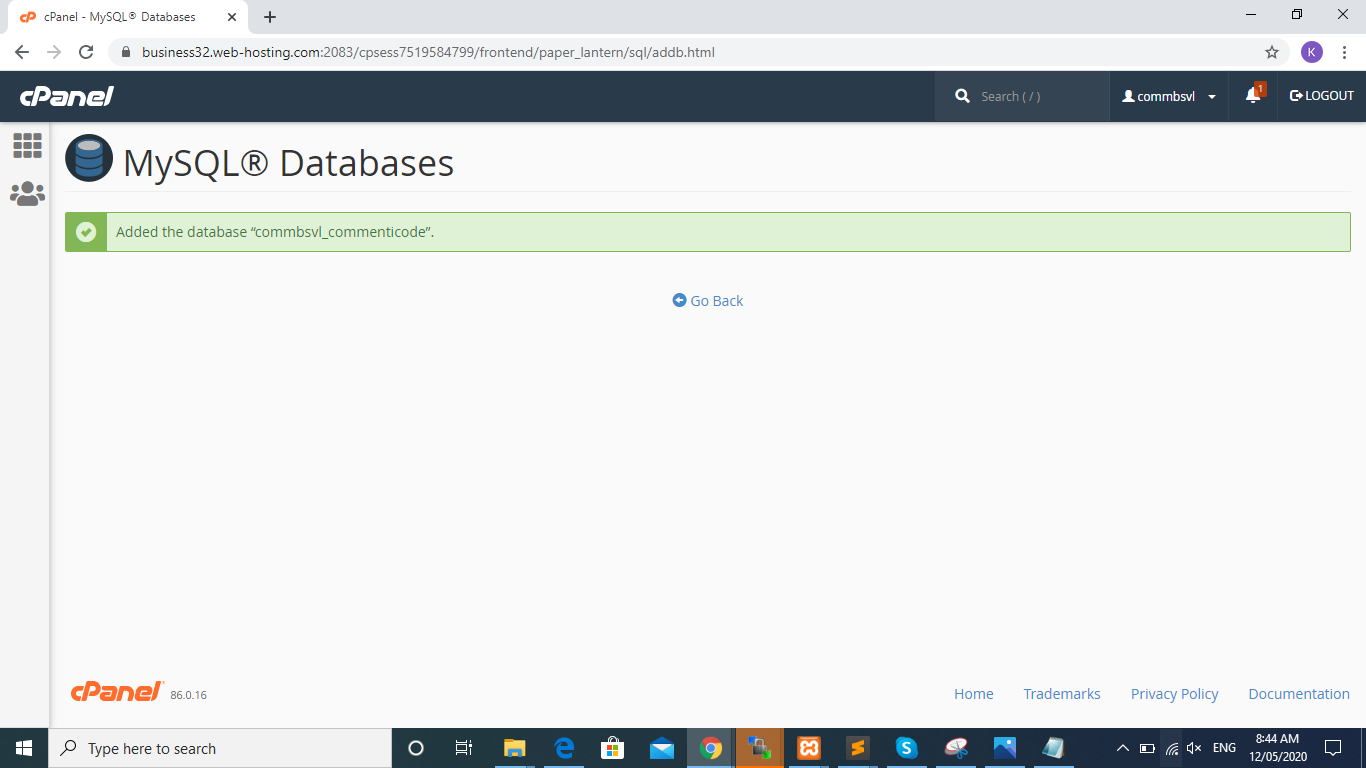 cPanel - MySQL® Databases
business32.web-hosting.com:2083/cpsess7519584799/frontend/paper_lantern/sql/addb.html
K
cPanel
Search ( / )
commbsvl
1
LOGOUT
MySQL® Databases
Added the database “commbsvl_commenticode”.
Go Back
cPanel 86.0.16
Home Trademarks Privacy Policy Documentation
Type here to search
ENG
8:44 AM
12/05/2020